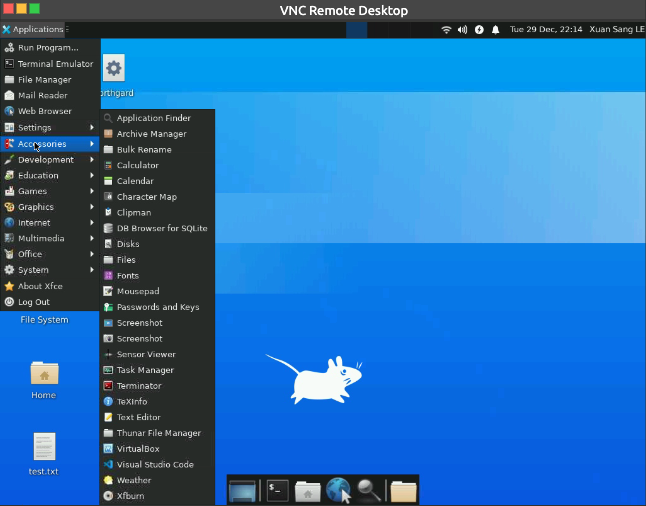 VNC Remote Desktop
Applications
Tue 29 Dec, 22:14 Xuan Sang LE
Run Program...
Terminal Emulator
File Manager
Mail Reader
Web Browser
Settings
Accessories
Development
Education
Games
Graphics
Internet
Multimedia
Office
System
About Xfce
Log Out
Application Finder
Archive Manager
Bulk Rename
Calculator
Calendar
Character Map
Clipman
DB Browser for SQLite
Disks
Files
Fonts
Mousepad
Passwords and Keys
Screenshot
Screenshot
Sensor Viewer
Task Manager
Terminator
TeXInfo
Text Editor
Thunar File Manager
VirtualBox
Visual Studio Code
Weather
Xfburn
orthgard
File System
Home
test.txt